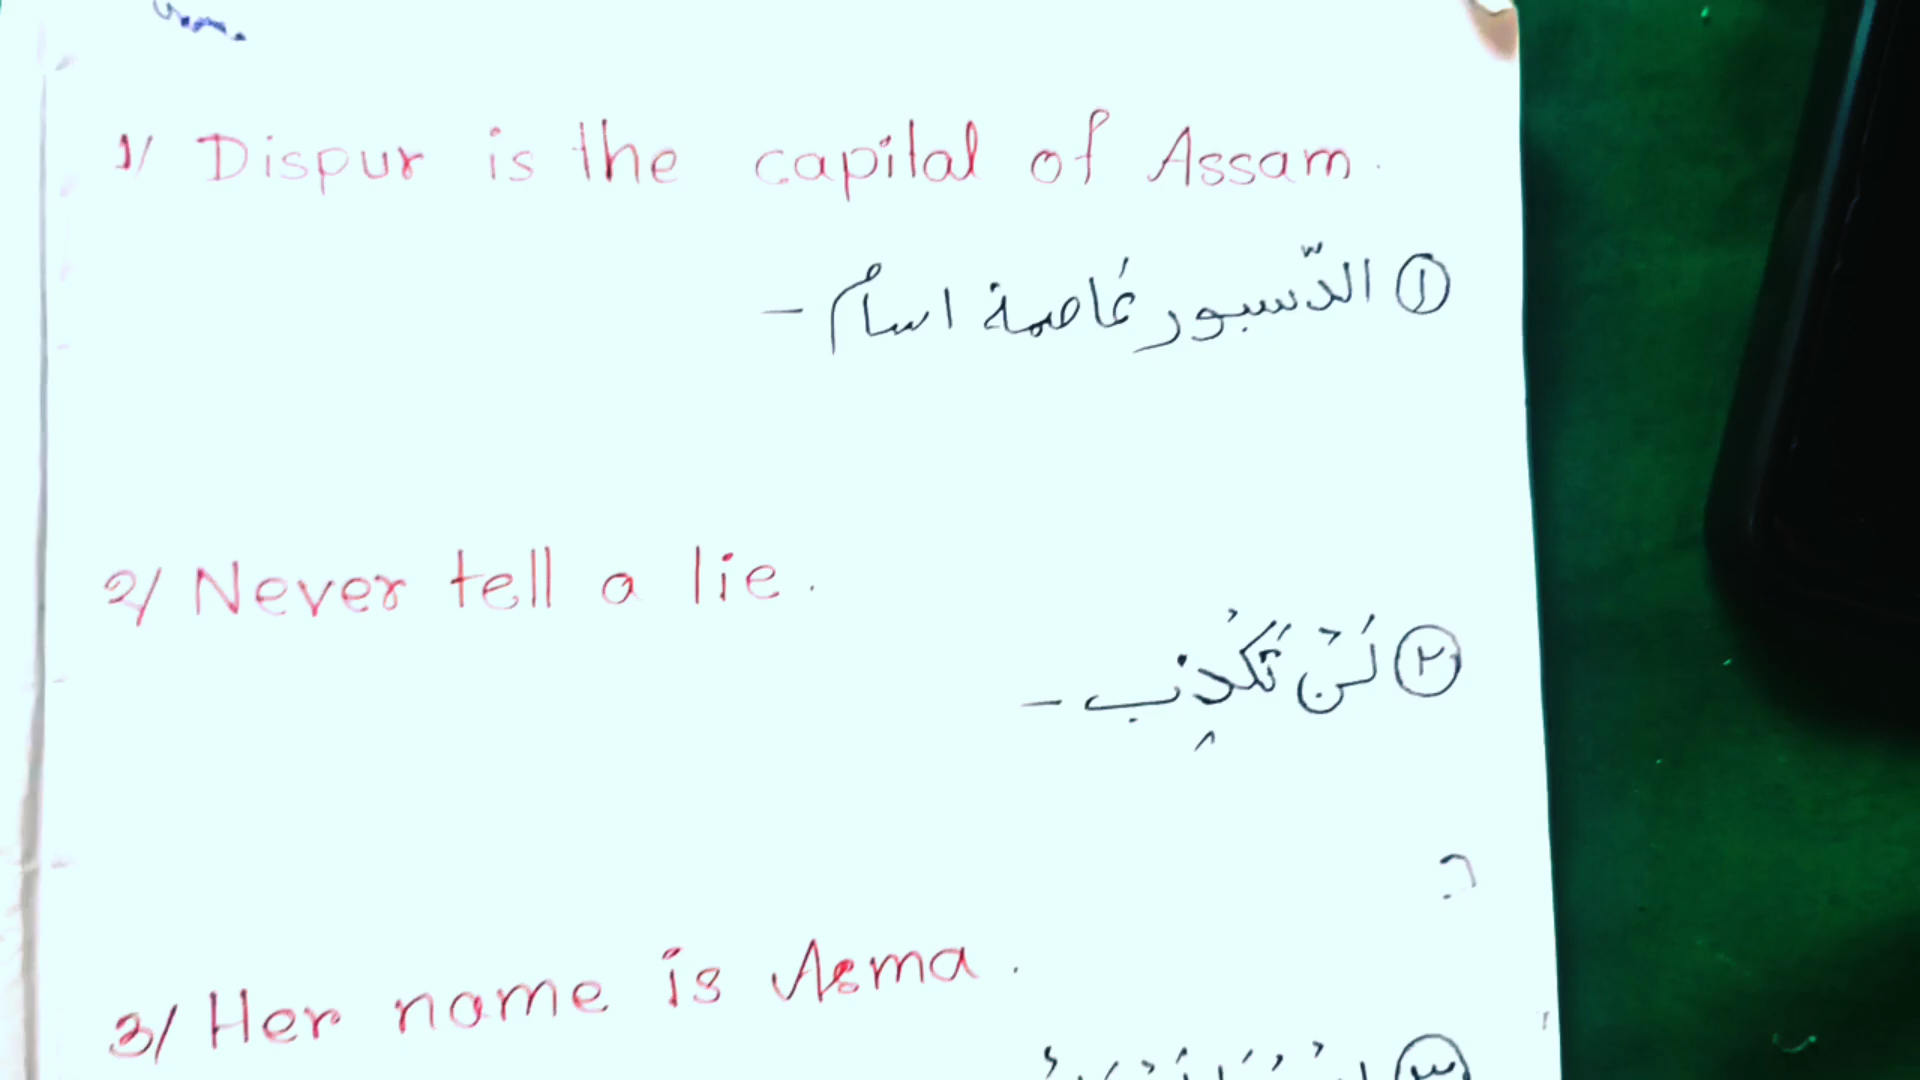 1/ Dispur is the capital of Assam.
① الدّسبور عَاصمة اسامُ -
2/ Never tell a lie.
② لَنْ تَكْذِب -
3/ Her name is Asma.